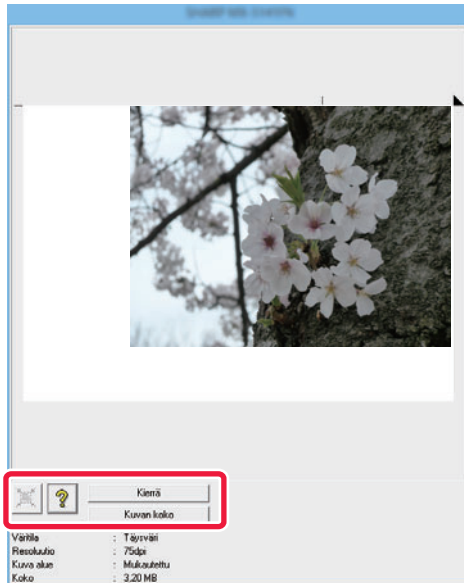 ?
Kierrä
Kuvan koko
Väritila : Täysväri
Resoluutio : 75dpi
Kuva alue : Mukautettu
Koko : 3,20 MB